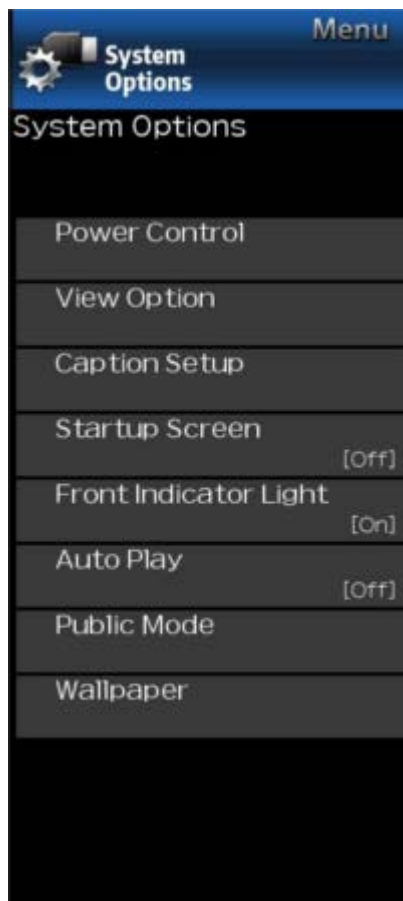 Menu
System
Options
System Options
Power Control
View Option
Caption Setup
Startup Screen
[Off]
Front Indicator Light
[On]
Auto Play
[Off]
Public Mode
Wallpaper